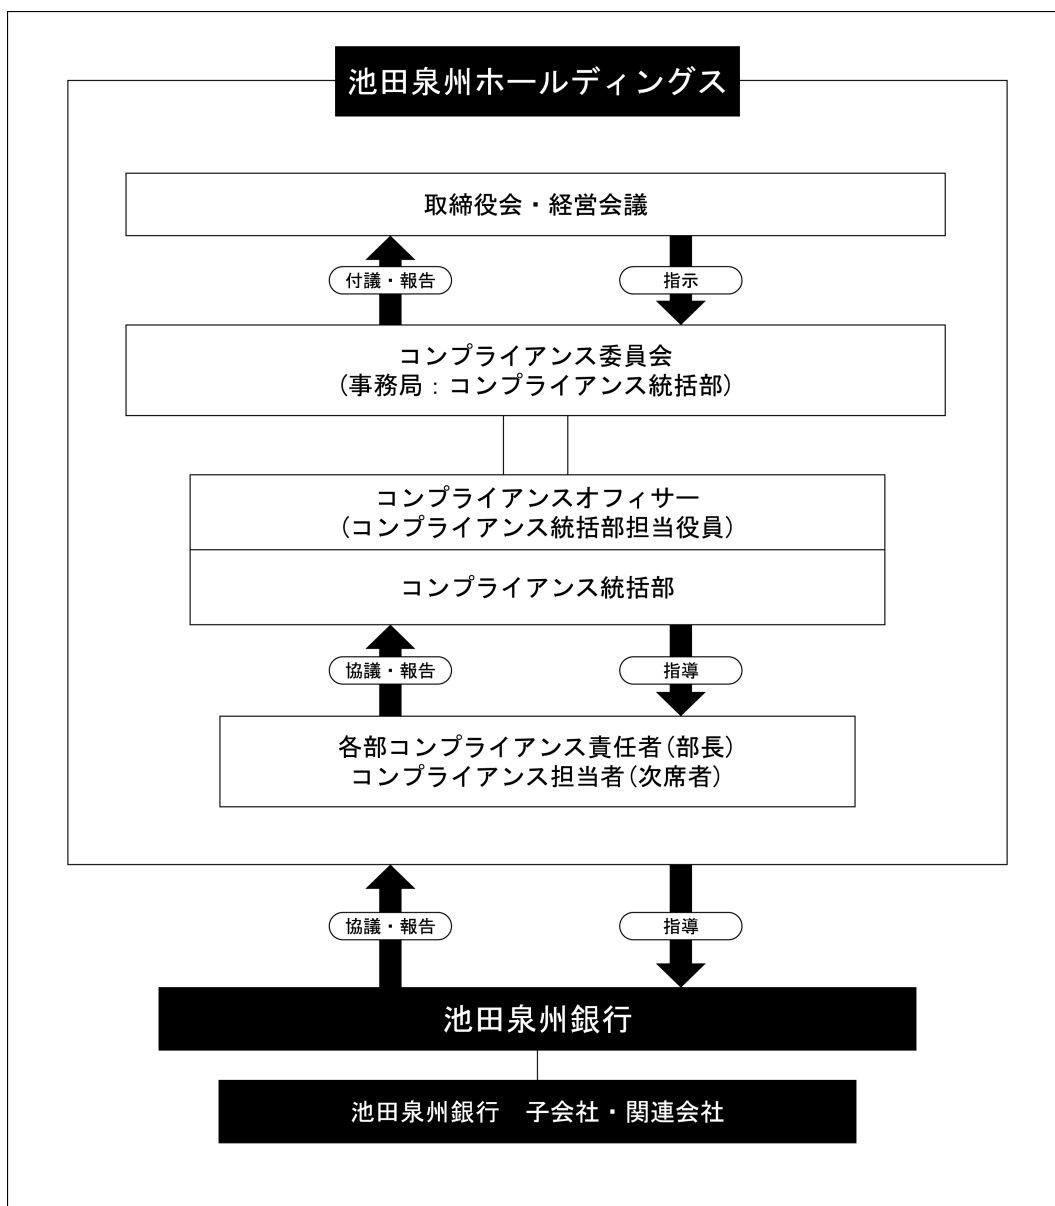 池田泉州ホールディングス
取締役会・経営会議
付議・報告
指示
コンプライアンス委員会
(事務局：コンプライアンス統括部)
コンプライアンスオフィサー
(コンプライアンス統括部担当役員)
コンプライアンス統括部
協議・報告
指導
各部コンプライアンス責任者(部長)
コンプライアンス担当者(次席者)
協議・報告
指導
池田泉州銀行
池田泉州銀行　子会社・関連会社